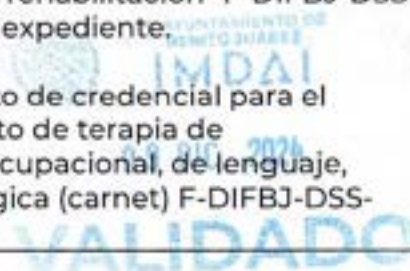 rehabilitación F-DIFBJ-DSS
expediente.
AYUNTAMIENTO DE
BENITO JUÁREZ
IMDAI
to de credencial para el
to de terapia de
cupacional, de lenguaje,
gica (carnet) F-DIFBJ-DSS-
VALIDADO